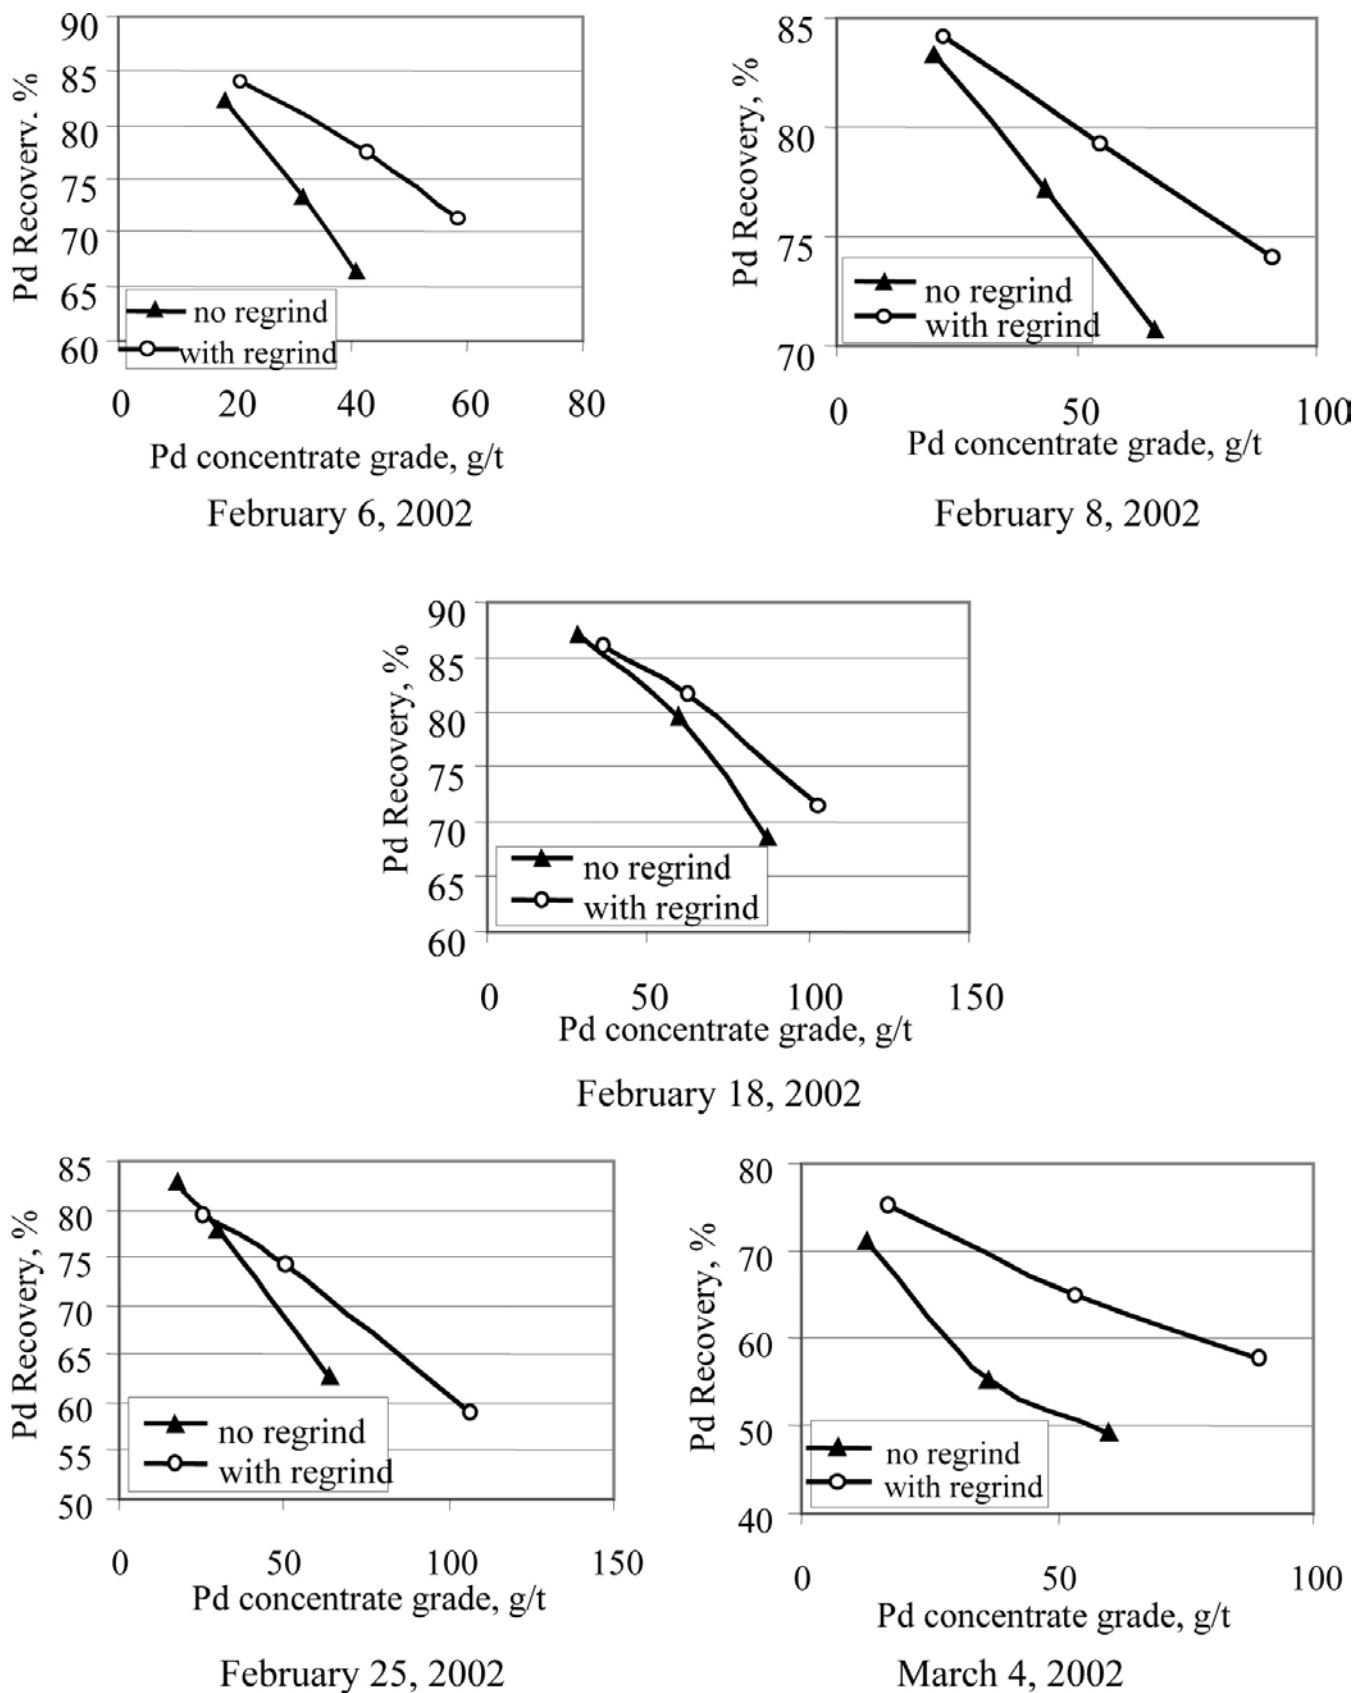 90
85
80
75
70
65
60
Pd Recoverv. %
no regrind
with regrind
0 20 40 60 80
Pd concentrate grade, g/t
February 6, 2002
85
80
75
70
Pd Recovery, %
no regrind
with regrind
0 50 100
Pd concentrate grade, g/t
February 8, 2002
90
85
80
75
70
65
60
Pd Recovery, %
no regrind
with regrind
0 50 100 150
Pd concentrate grade, g/t
February 18, 2002
85
80
75
70
65
60
55
50
Pd Recovery, %
no regrind
with regrind
0 50 100 150
Pd concentrate grade, g/t
February 25, 2002
80
70
60
50
40
Pd Recovery, %
no regrind
with regrind
0 50 100
Pd concentrate grade, g/t
March 4, 2002